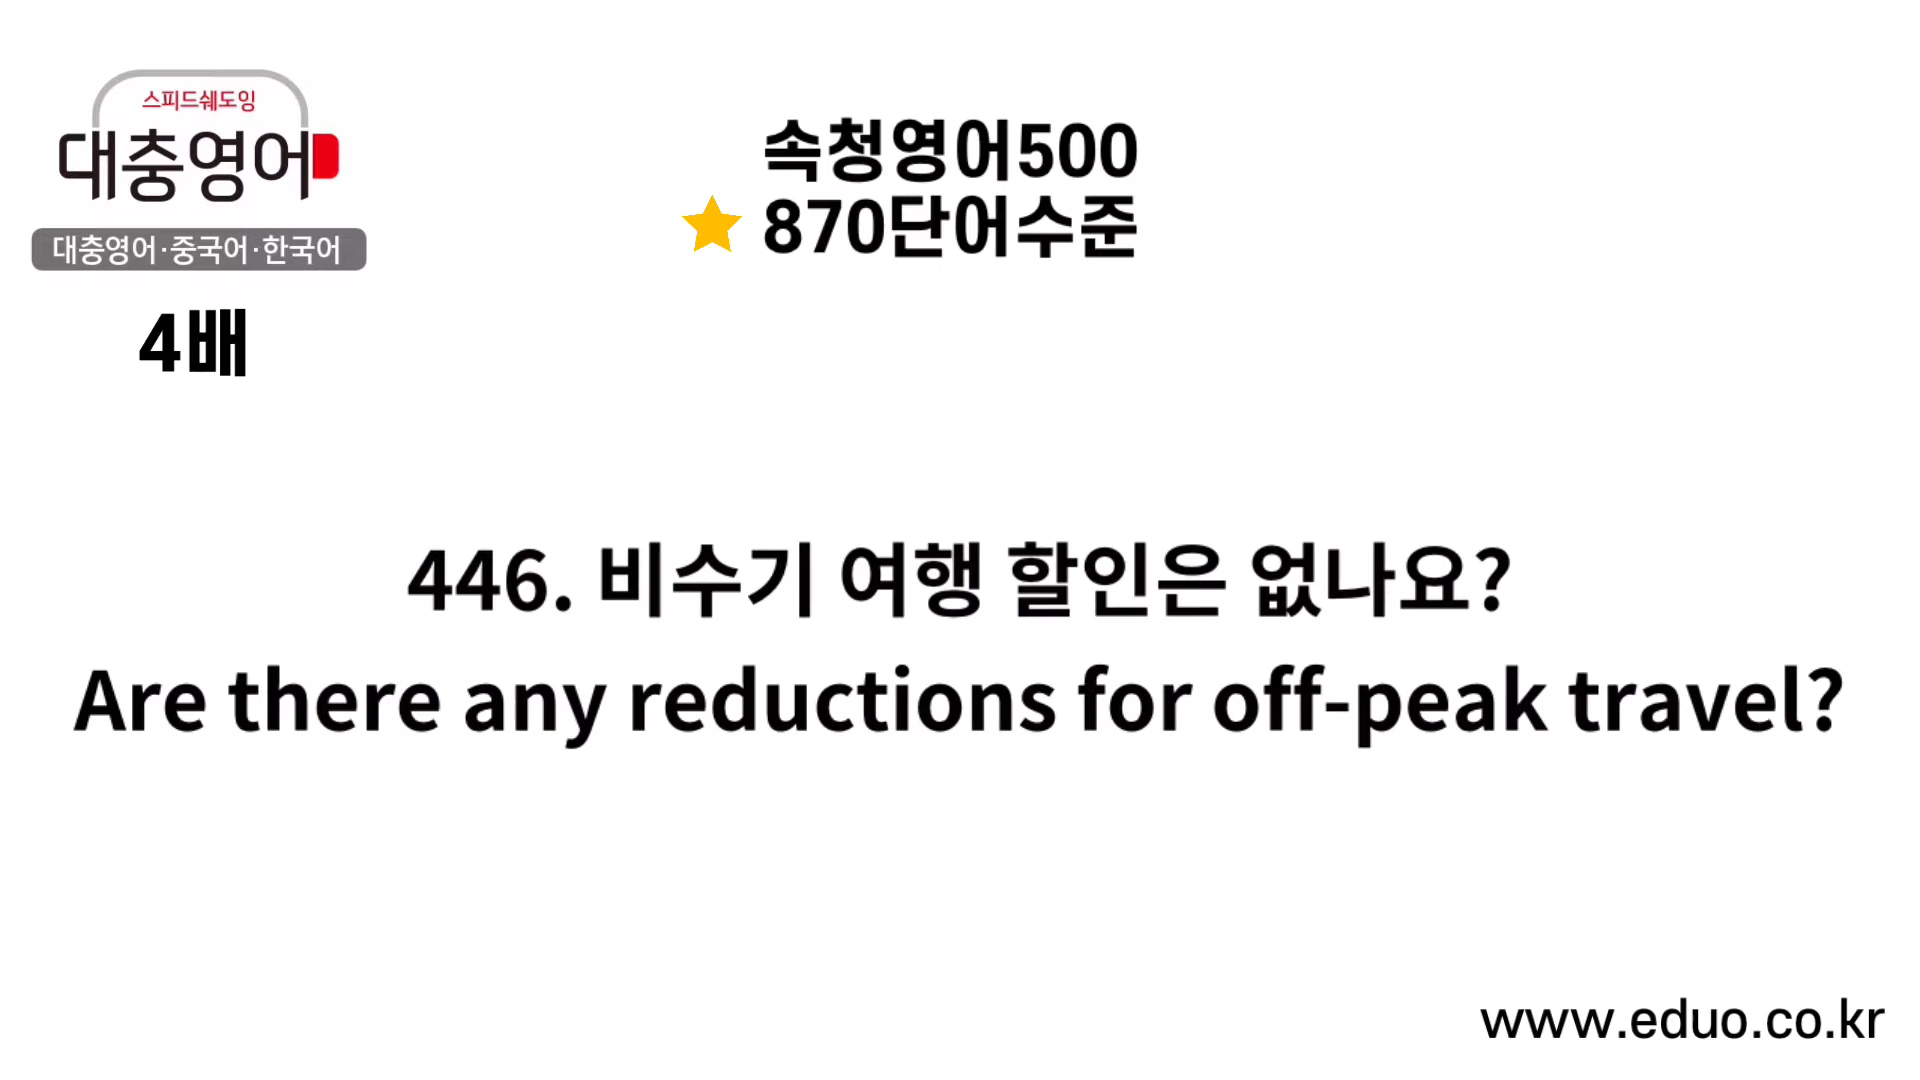 스피드쉐도잉
대충영어
대충영어·중국어·한국어
4배
속청영어500
870단어수준
446. 비수기 여행 할인은 없나요?
Are there any reductions for off-peak travel?
www.eduo.co.kr